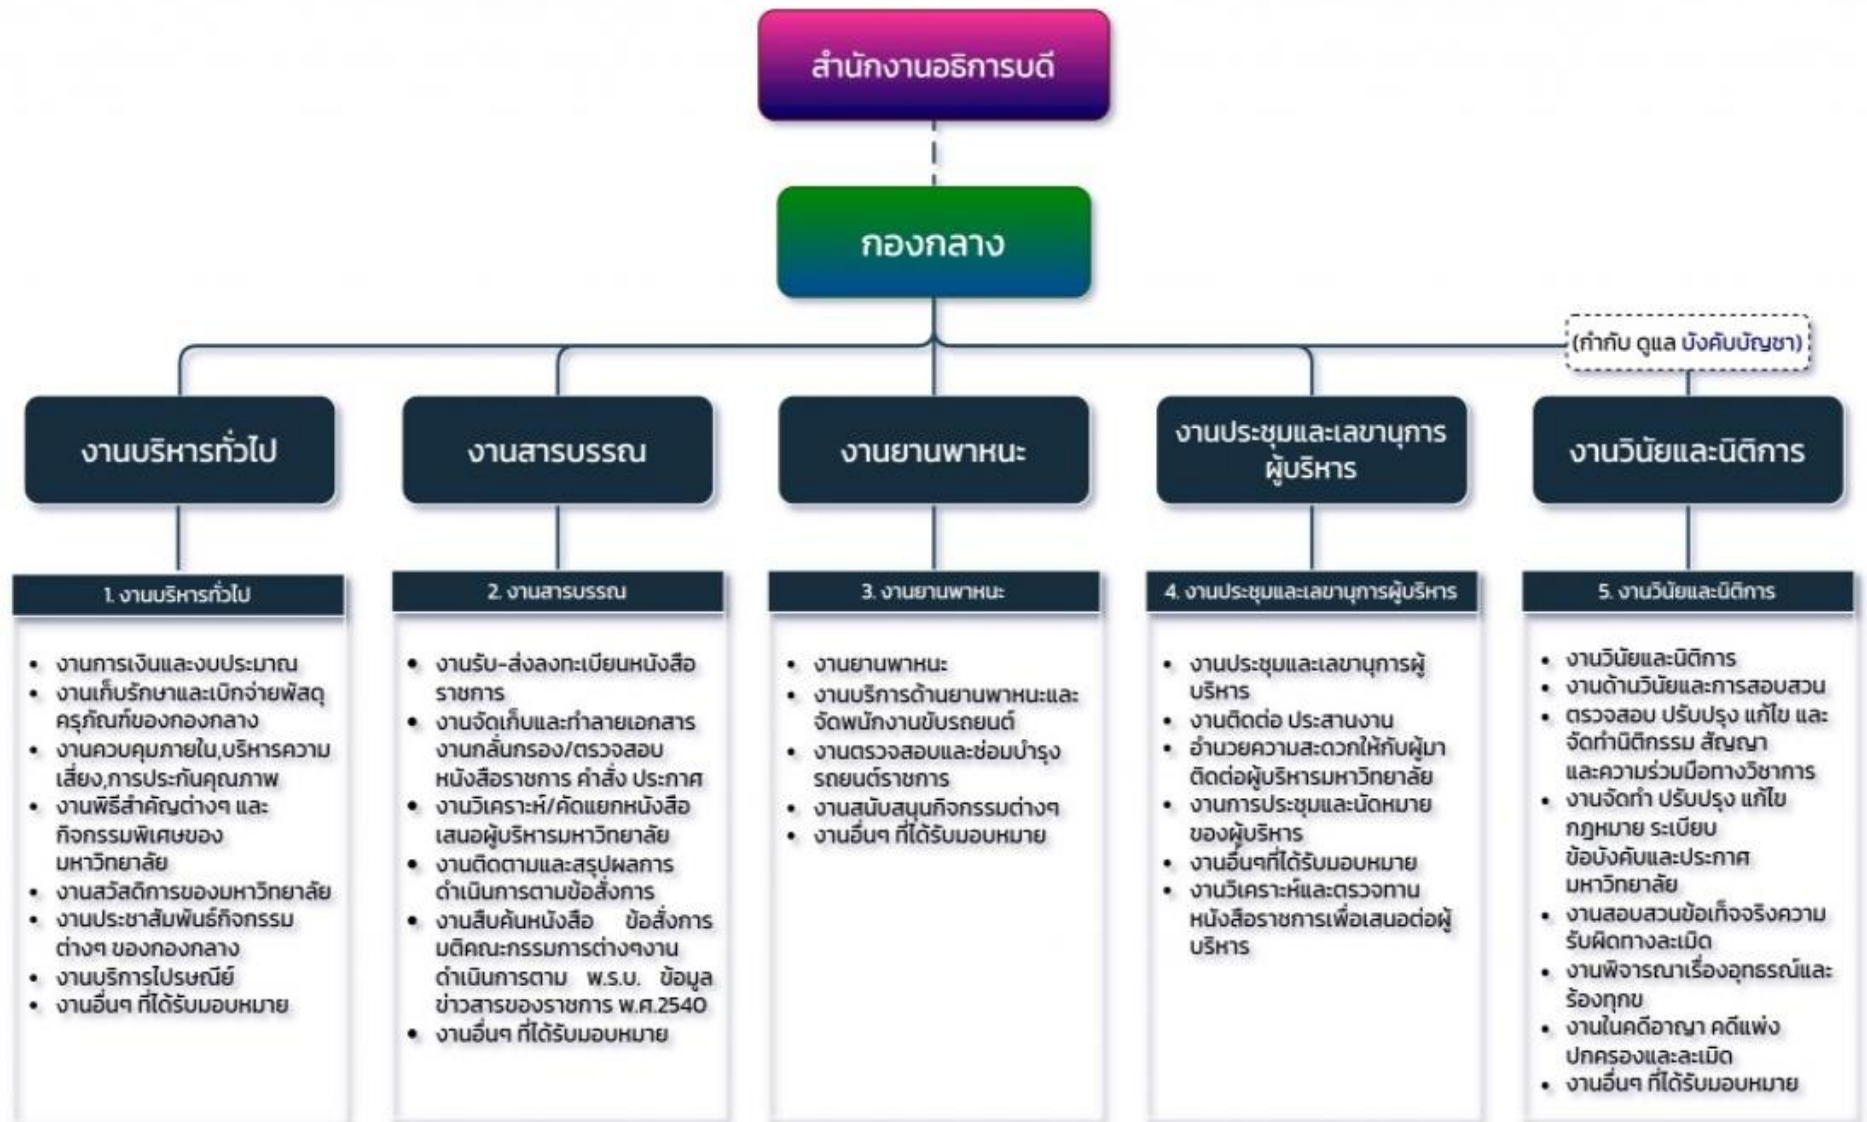 สำนักงานอธิการบดี
กองกลาง
(กำกับ ดูแล บังคับบัญชา)
งานบริหารทั่วไป
งานสารบรรณ
งานยานพาหนะ
งานประชุมและเลขานุการ
ผู้บริหาร
งานวินัยและนิติการ
1. งานบริหารทั่วไป
• งานการเงินและงบประมาณ
• งานเก็บรักษาและเบิกจ่ายพัสดุ
ครุภัณฑ์ของกองกลาง
• งานควบคุมภายใน,บริหารความ
เสี่ยง,การประกันคุณภาพ
• งานพิธีสำคัญต่างๆ และ
กิจกรรมพิเศษของ
มหาวิทยาลัย
• งานสวัสดิการของมหาวิทยาลัย
• งานประชาสัมพันธ์กิจกรรม
ต่างๆ ของกองกลาง
• งานบริการไปรษณีย์
• งานอื่นๆ ที่ได้รับมอบหมาย
2. งานสารบรรณ
• งานรับ-ส่งลงทะเบียนหนังสือ
ราชการ
• งานจัดเก็บและทำลายเอกสาร
งานกลั่นกรอง/ตรวจสอบ
หนังสือราชการ คำสั่ง ประกาศ
• งานวิเคราะห์/คัดแยกหนังสือ
เสนอผู้บริหารมหาวิทยาลัย
• งานติดตามและสรุปผลการ
ดำเนินการตามข้อสั่งการ
• งานสืบค้นหนังสือ ข้อสั่งการ
มติคณะกรรมการต่างๆงาน
ดำเนินการตาม พ.ร.บ. ข้อมูล
ข่าวสารของราชการ พ.ศ.2540
• งานอื่นๆ ที่ได้รับมอบหมาย
3. งานยานพาหนะ
• งานยานพาหนะ
• งานบริการด้านยานพาหนะและ
จัดพนักงานขับรถยนต์
• งานตรวจสอบและซ่อมบำรุง
รถยนต์ราชการ
• งานสนับสนุนกิจกรรมต่างๆ
• งานอื่นๆ ที่ได้รับมอบหมาย
4. งานประชุมและเลขานุการผู้บริหาร
• งานประชุมและเลขานุการผู้
บริหาร
• งานติดต่อ ประสานงาน
• อำนวยความสะดวกให้กับผู้มา
ติดต่อผู้บริหารมหาวิทยาลัย
• งานการประชุมและนัดหมาย
ของผู้บริหาร
• งานอื่นๆที่ได้รับมอบหมาย
• งานวิเคราะห์และตรวจทาน
หนังสือราชการเพื่อเสนอต่อผู้
บริหาร
5. งานวินัยและนิติการ
• งานวินัยและนิติการ
• งานด้านวินัยและการสอบสวน
• ตรวจสอบ ปรับปรุง แก้ไข และ
จัดทำนิติกรรม สัญญา
และความร่วมมือทางวิชาการ
• งานจัดทำ ปรับปรุง แก้ไข
กฎหมาย ระเบียบ
ข้อบังคับและประกาศ
มหาวิทยาลัย
• งานสอบสวนข้อเท็จจริงความ
รับผิดทางละเมิด
• งานพิจารณาเรื่องอุทธรณ์และ
ร้องทุกข
• งานในคดีอาญา คดีแพ่ง
ปกครองและละเมิด
• งานอื่นๆ ที่ได้รับมอบหมาย